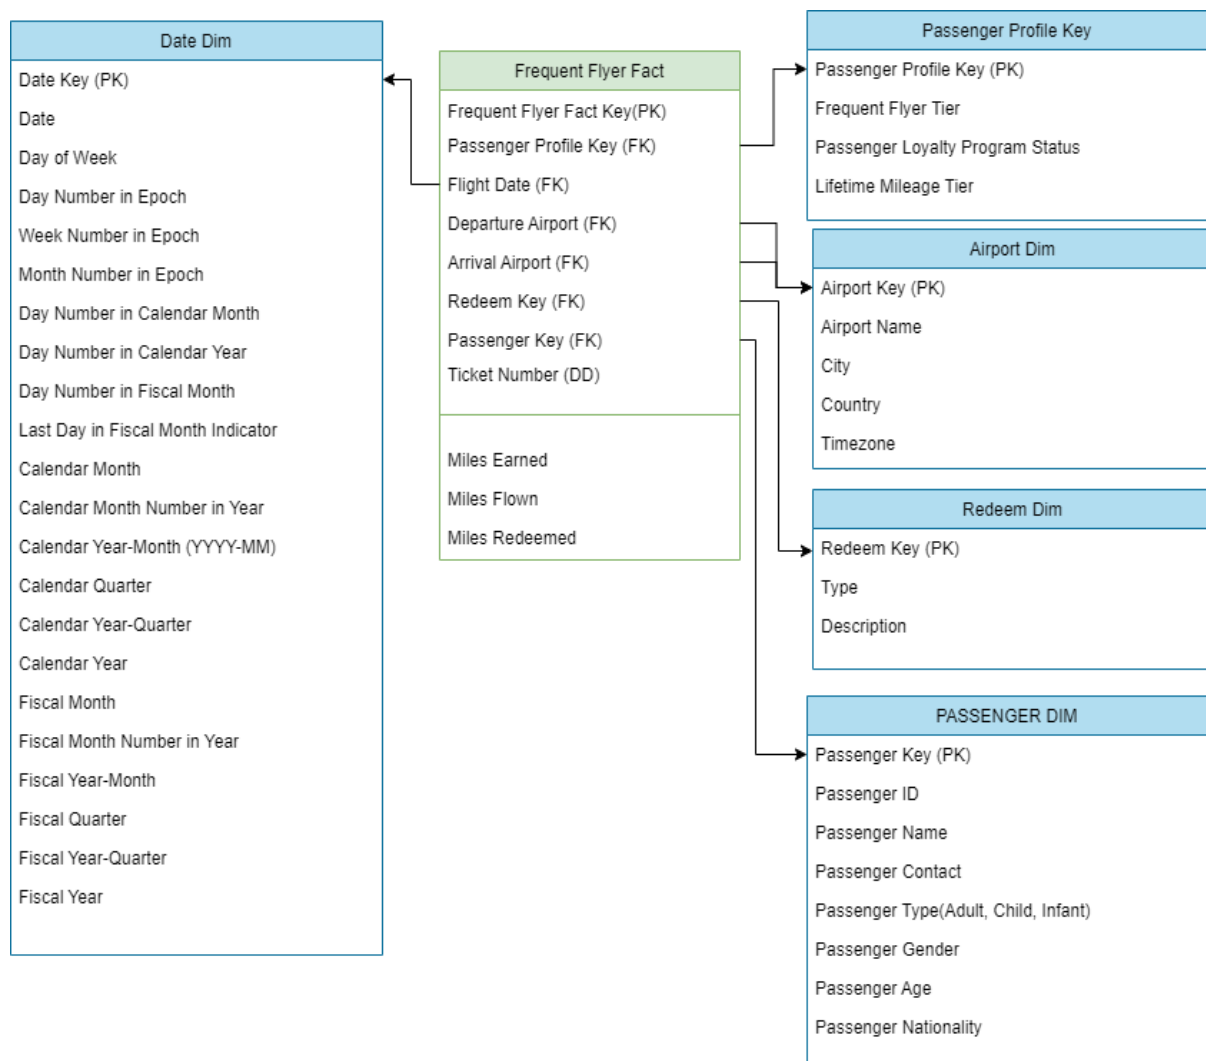 Date Dim
Date Key (PK)
Date
Day of Week
Day Number in Epoch
Week Number in Epoch
Month Number in Epoch
Day Number in Calendar Month
Day Number in Calendar Year
Day Number in Fiscal Month
Last Day in Fiscal Month Indicator
Calendar Month
Calendar Month Number in Year
Calendar Year-Month (YYYY-MM)
Calendar Quarter
Calendar Year-Quarter
Calendar Year
Fiscal Month
Fiscal Month Number in Year
Fiscal Year-Month
Fiscal Quarter
Fiscal Year-Quarter
Fiscal Year
Frequent Flyer Fact
Frequent Flyer Fact Key(PK)
Passenger Profile Key (FK)
Flight Date (FK)
Departure Airport (FK)
Arrival Airport (FK)
Redeem Key (FK)
Passenger Key (FK)
Ticket Number (DD)
Miles Earned
Miles Flown
Miles Redeemed
Passenger Profile Key
Passenger Profile Key (PK)
Frequent Flyer Tier
Passenger Loyalty Program Status
Lifetime Mileage Tier
Airport Dim
Airport Key (PK)
Airport Name
City
Country
Timezone
Redeem Dim
Redeem Key (PK)
Type
Description
PASSENGER DIM
Passenger Key (PK)
Passenger ID
Passenger Name
Passenger Contact
Passenger Type(Adult, Child, Infant)
Passenger Gender
Passenger Age
Passenger Nationality